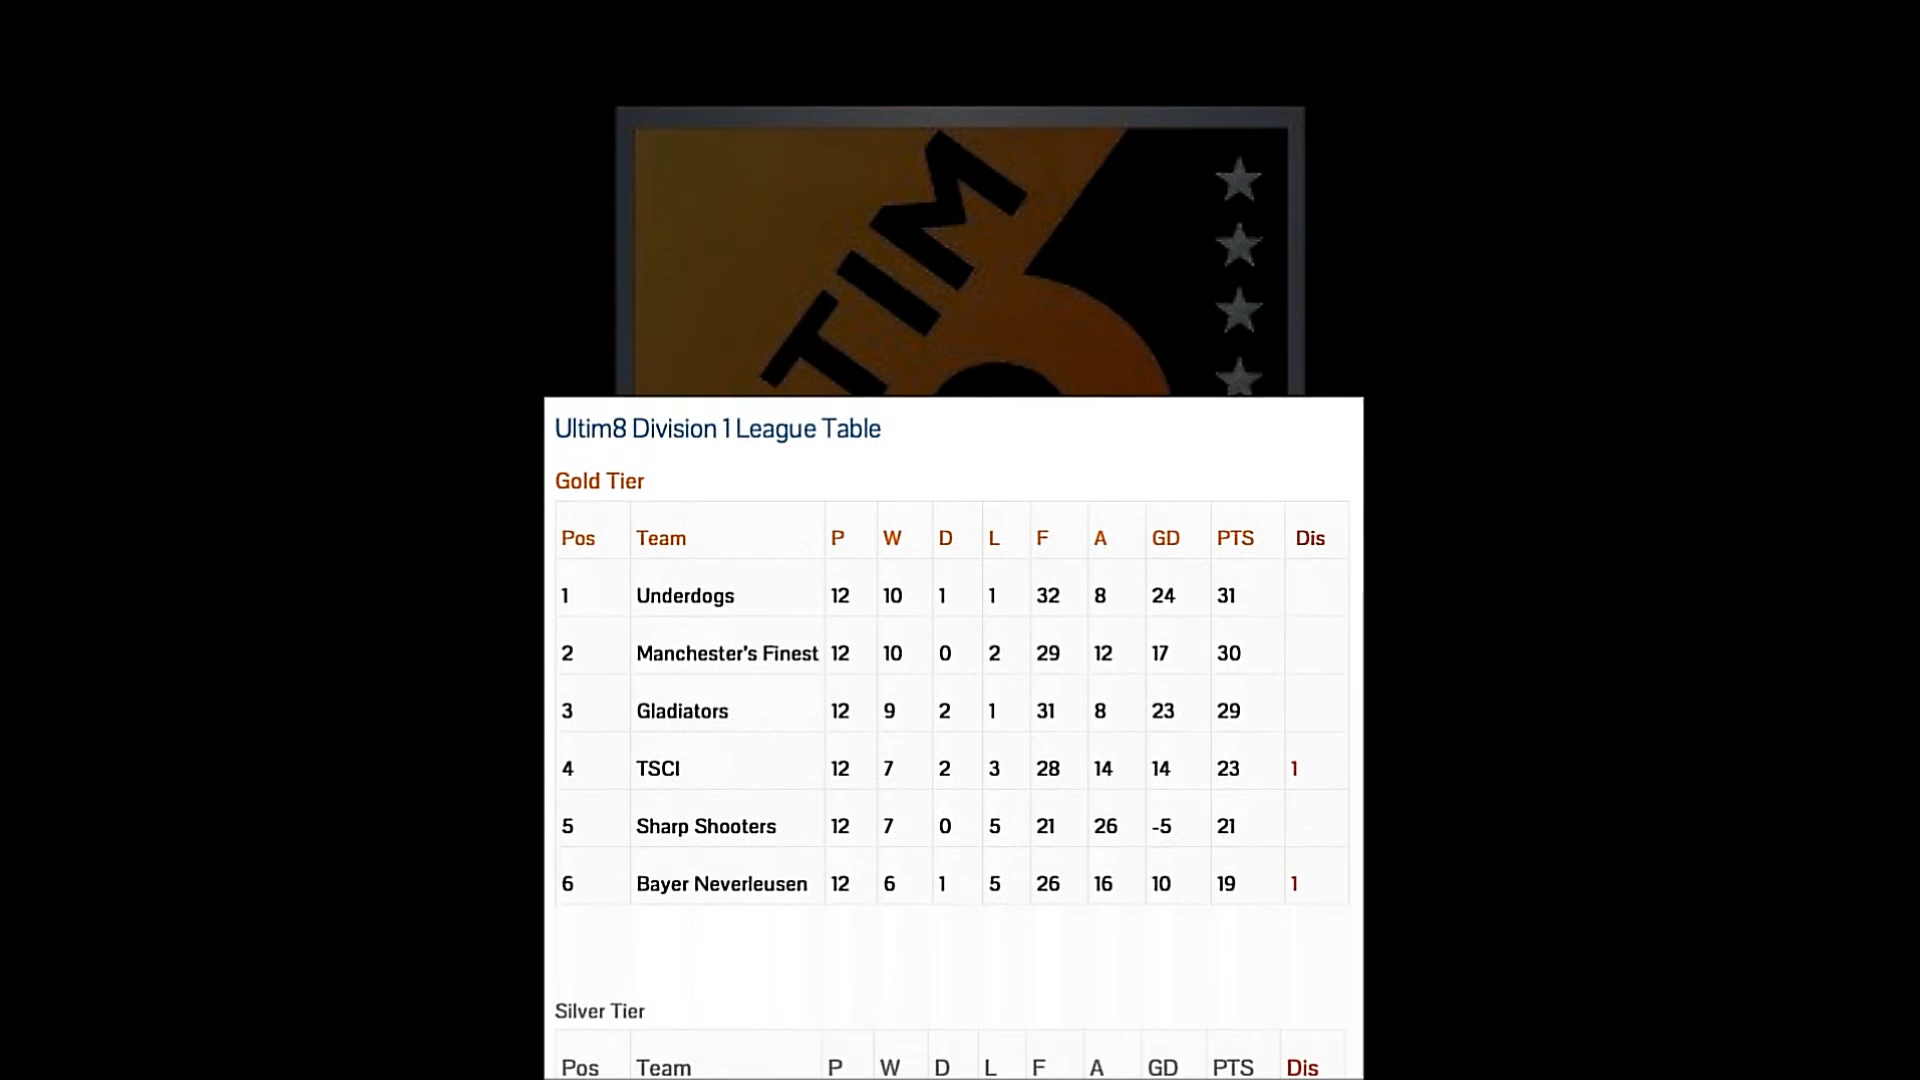 TIM
Ultim8 Division 1 League Table
Gold Tier
Pos Team P W D L F A GD PTS Dis
1 Underdogs 12 10 1 1 32 8 24 31
2 Manchester's Finest 12 10 0 2 29 12 17 30
3 Gladiators 12 9 2 1 31 8 23 29
4 TSCI 12 7 2 3 28 14 14 23 1
5 Sharp Shooters 12 7 0 5 21 26 -5 21
6 Bayer Neverleusen 12 6 1 5 26 16 10 19 1
Silver Tier
Pos Team P W D L F A GD PTS Dis